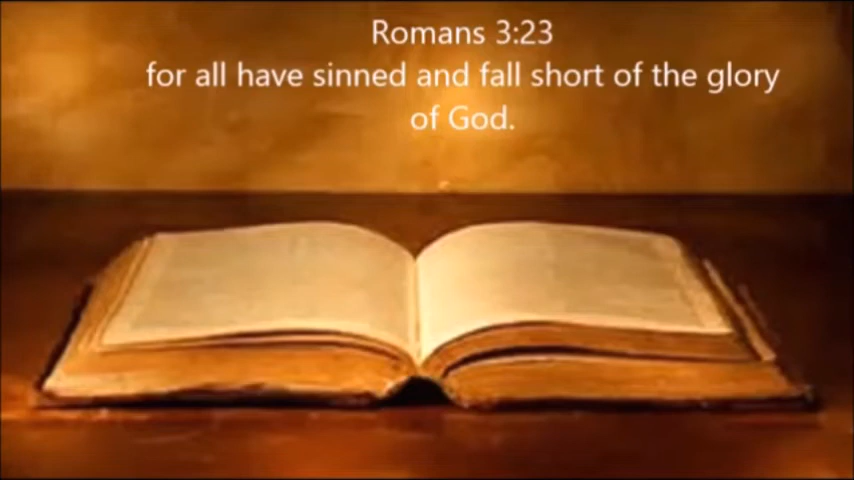 Romans 3:23
for all have sinned and fall short of the glory
of God.